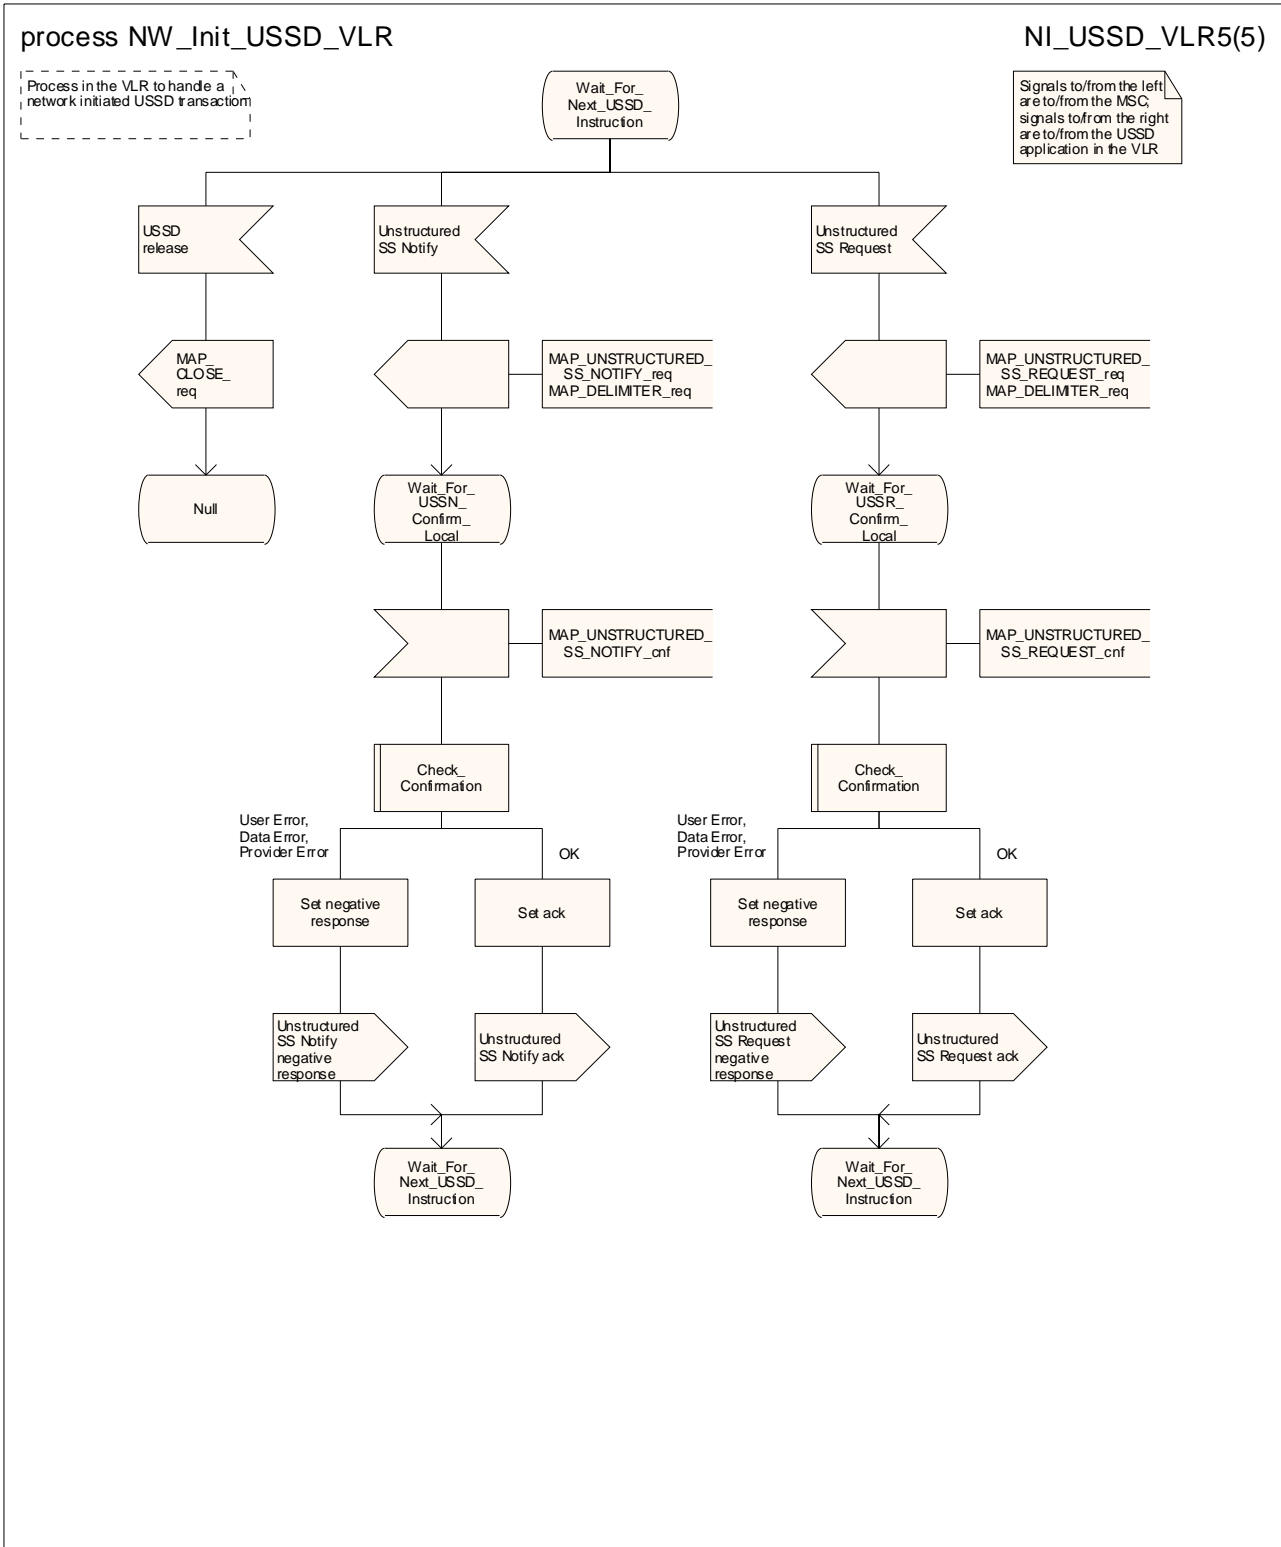 process NW_Init_USSD_VLR
NI_USSD_VLR5(5)
Process in the VLR to handle a
network initiated USSD transaction
Wait_For_
Next_USSD_
Instruction
Signals to/from the left
are to/from the MSC;
signals to/from the right
are to/from the USSD
application in the VLR
USSD
release
Unstructured
SS Notify
Unstructured
SS Request
MAP_
CLOSE_
req
MAP_UNSTRUCTURED_
SS_NOTIFY_req
MAP_DELIMITER_req
MAP_UNSTRUCTURED_
SS_REQUEST_req
MAP_DELIMITER_req
Null
Wait_For_
USSN_
Confirm_
Local
Wait_For_
USSR_
Confirm_
Local
MAP_UNSTRUCTURED_
SS_NOTIFY_cnf
MAP_UNSTRUCTURED_
SS_REQUEST_cnf
Check_
Confirmation
Check_
Confirmation
User Error,
Data Error,
Provider Error
OK
User Error,
Data Error,
Provider Error
OK
Set negative
response
Set ack
Set negative
response
Set ack
Unstructured
SS Notify
negative
response
Unstructured
SS Notify ack
Unstructured
SS Request
negative
response
Unstructured
SS Request ack
Wait_For_
Next_USSD_
Instruction
Wait_For_
Next_USSD_
Instruction